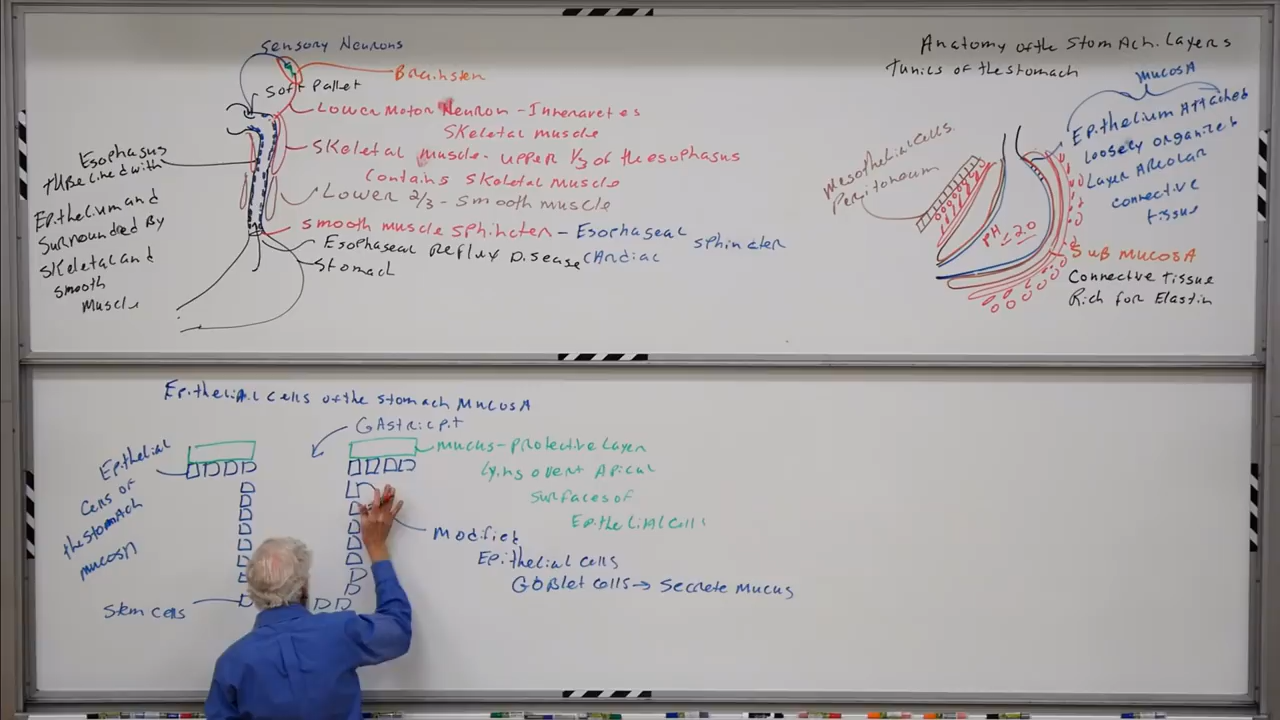 Sensory Neurons
Brainstem
Soft Pallet
Lower Motor Neuron - Innervates
Skeletal muscle
Skeletal muscle - upper 1/3 of the esophagus
Contains Skeletal Muscle
Lower 2/3 - Smooth muscle
Smooth muscle Sphincter - Esophageal Sphincter
Esophageal Reflux Disease Cardiac
Stomach
Esophagus
tube lined with
Epithelium and
Surrounded By
Skeletal and
Smooth
Muscle
Anatomy of the Stomach. Layers
Tunics of the stomach
Mucosa
Epithelium Attached
Loosely organized
Layer Areolar
connective
tissue
Mesothelial cells
Peritoneum
PH ≤ 2.0
Sub Mucosa
Connective tissue
Rich for Elastin
Epithelial cells of the stomach Mucosa
Gastric pit
Mucus - Protective Layer
lying over Apical
Surfaces of
Epithelial cells
Epithelial
Cells of
the stomach
mucosa
Modified
Epithelial cells
Goblet cells → Secrete Mucus
Stem cells